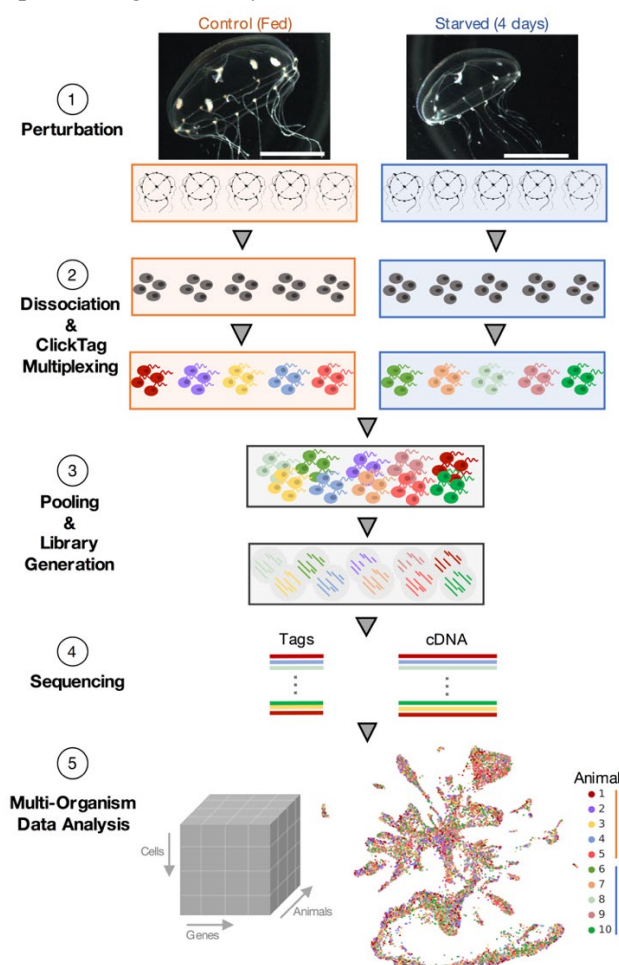 Control (Fed)
Starved (4 days)
1
Perturbation
2
Dissociation
&
ClickTag
Multiplexing
3
Pooling
&
Library
Generation
4
Sequencing
Tags
cDNA
5
Multi-Organism
Data Analysis
Cells
Genes
Animals
Animal
1
2
3
4
5
6
7
8
9
10